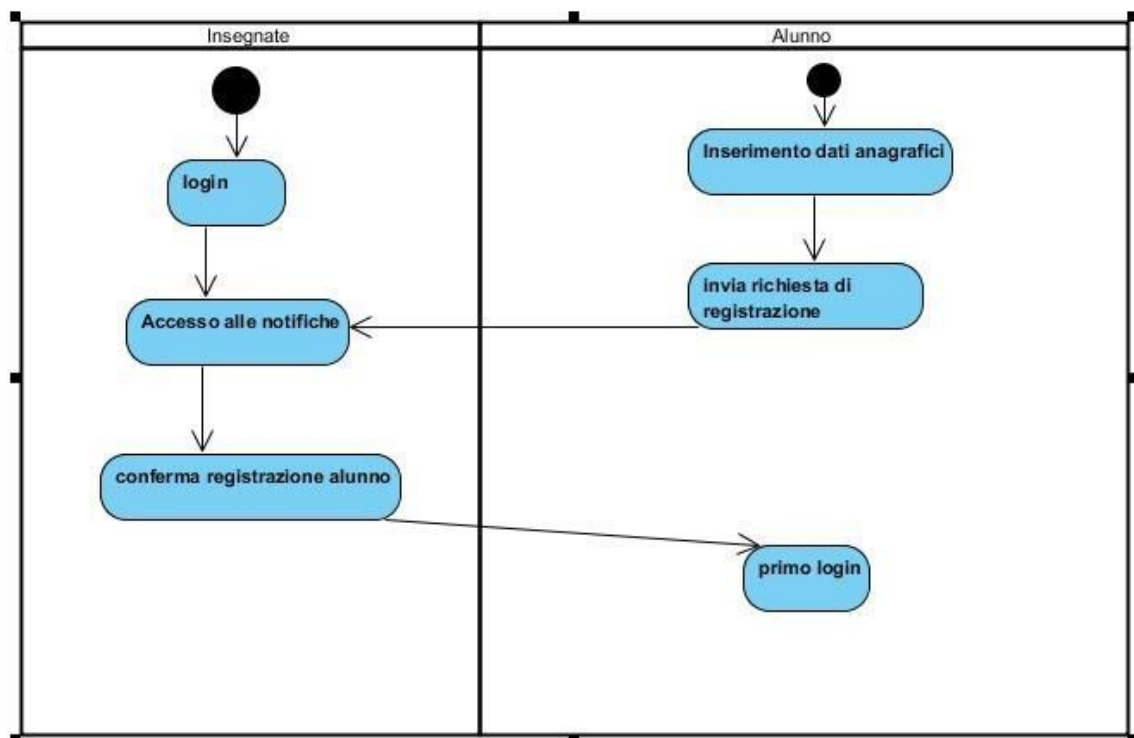 Insegnate
Alunno
login
Accesso alle notifiche
conferma registrazione alunno
Inserimento dati anagrafici
invia richiesta di
registrazione
primo login